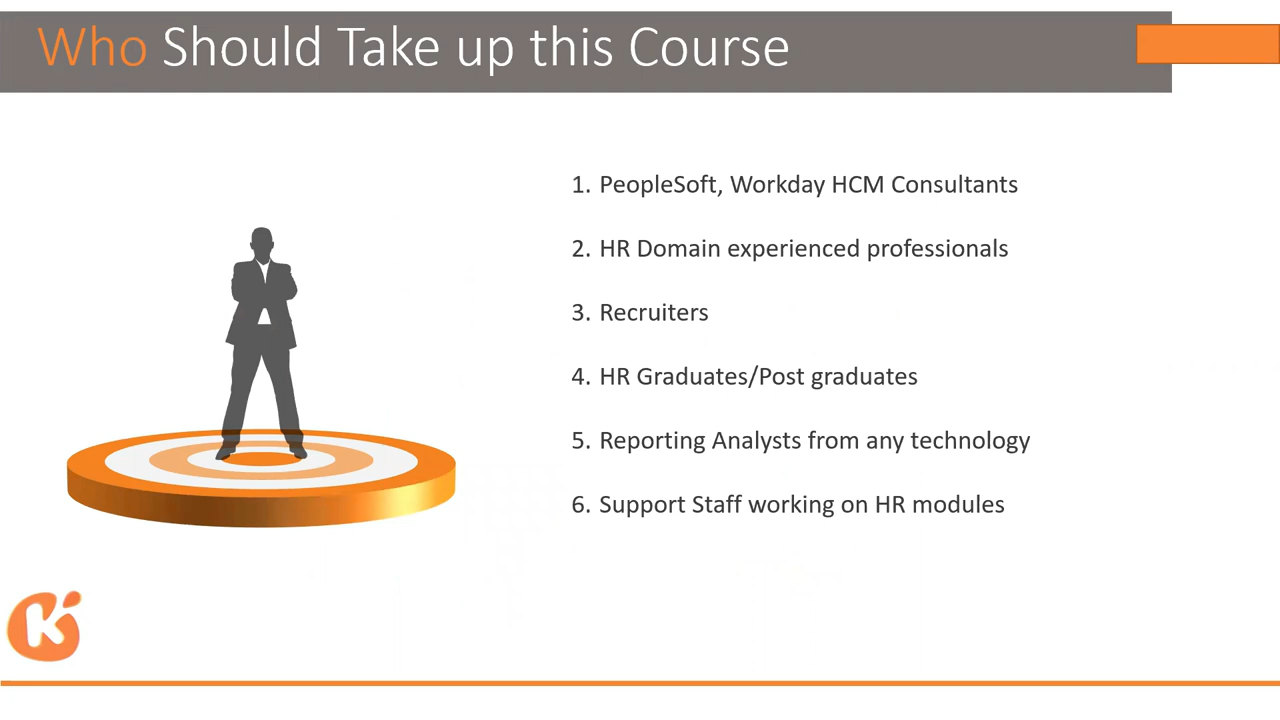 Who Should Take up this Course
1. PeopleSoft, Workday HCM Consultants
2. HR Domain experienced professionals
3. Recruiters
4. HR Graduates/Post graduates
5. Reporting Analysts from any technology
6. Support Staff working on HR modules
K